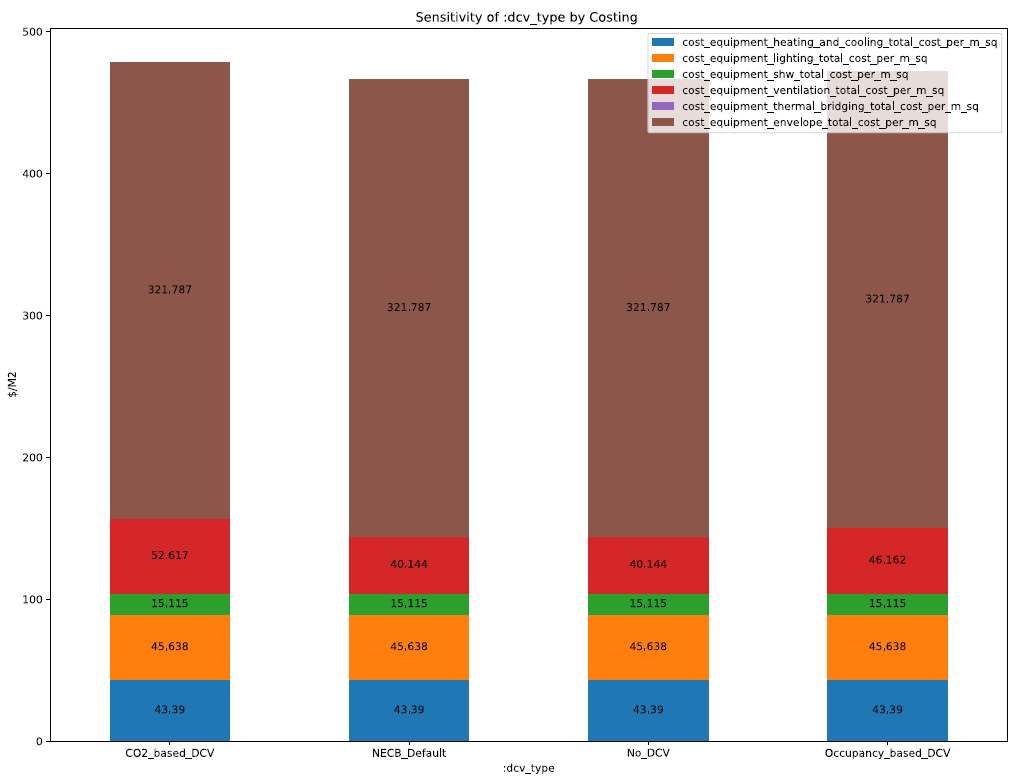 Sensitivity of :dcv_type by Costing
500
400
300
200
100
0
$/M2
cost_equipment_heating_and_cooling_total_cost_per_m_sq
cost_equipment_lighting_total_cost_per_m_sq
cost_equipment_shw_total_cost_per_m_sq
cost_equipment_ventilation_total_cost_per_m_sq
cost_equipment_thermal_bridging_total_cost_per_m_sq
cost_equipment_envelope_total_cost_per_m_sq
321,787
321.787
321.787
321,787
52.617
40.144
40.144
46.162
15,115
15,115
15,115
15,115
45,638
45,638
45,638
45,638
43,39
43,39
43,39
43,39
CO2_based_DCV
NECB_Default
No_DCV
Occupancy_based_DCV
:dcv_type